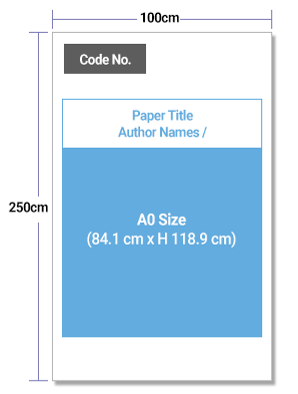 100cm
Code No.
Paper Title
Author Names /
250cm
A0 Size
(84.1 cm x H 118.9 cm)